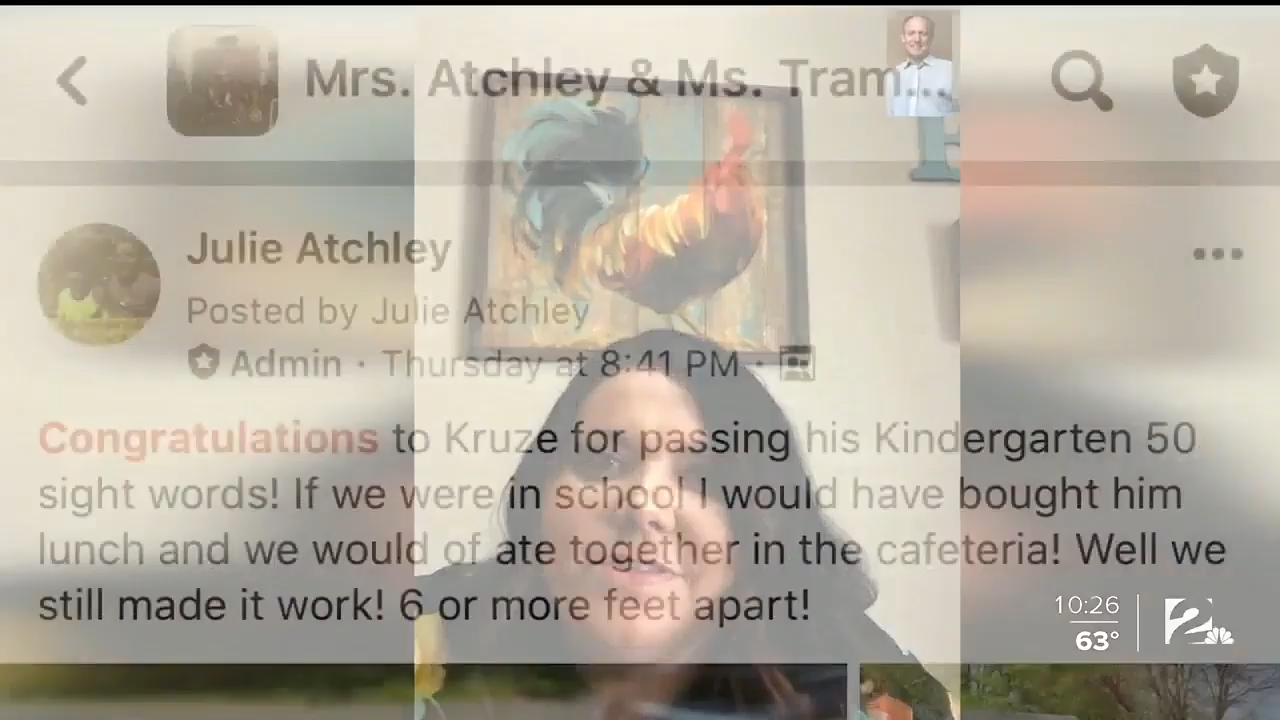 Mrs. Atchley & Ms. Tram...
Julie Atchley
Posted by Julie Atchley
Admin · Thursday at 8:41 PM ·
Congratulations to Kruze for passing his Kindergarten 50
sight words! If we were in school I would have bought him
lunch and we would of ate together in the cafeteria! Well we
still made it work! 6 or more feet apart!
10:26
63°
2